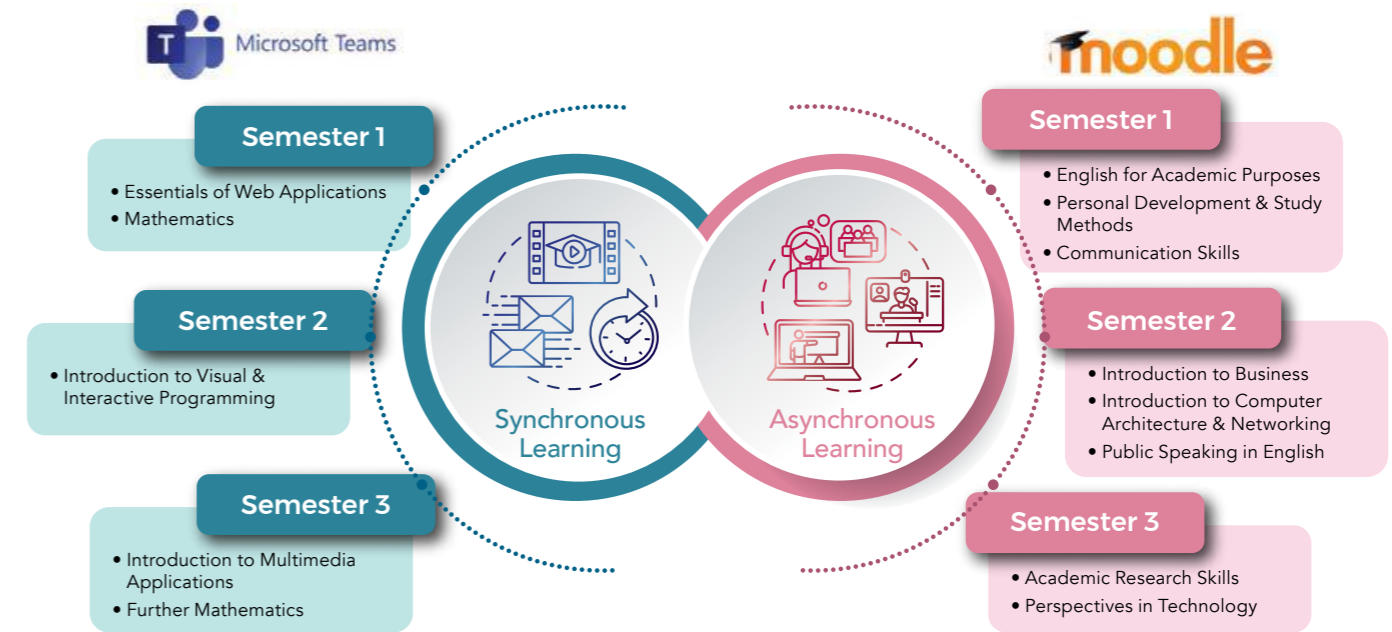 T
Microsoft Teams
Semester 1
• Essentials of Web Applications
• Mathematics
Semester 2
• Introduction to Visual &
Interactive Programming
Semester 3
• Introduction to Multimedia
Applications
• Further Mathematics
Synchronous
Learning
Asynchronous
Learning
moodle
Semester 1
• English for Academic Purposes
• Personal Development & Study
Methods
• Communication Skills
Semester 2
• Introduction to Business
• Introduction to Computer
Architecture & Networking
• Public Speaking in English
Semester 3
• Academic Research Skills
• Perspectives in Technology